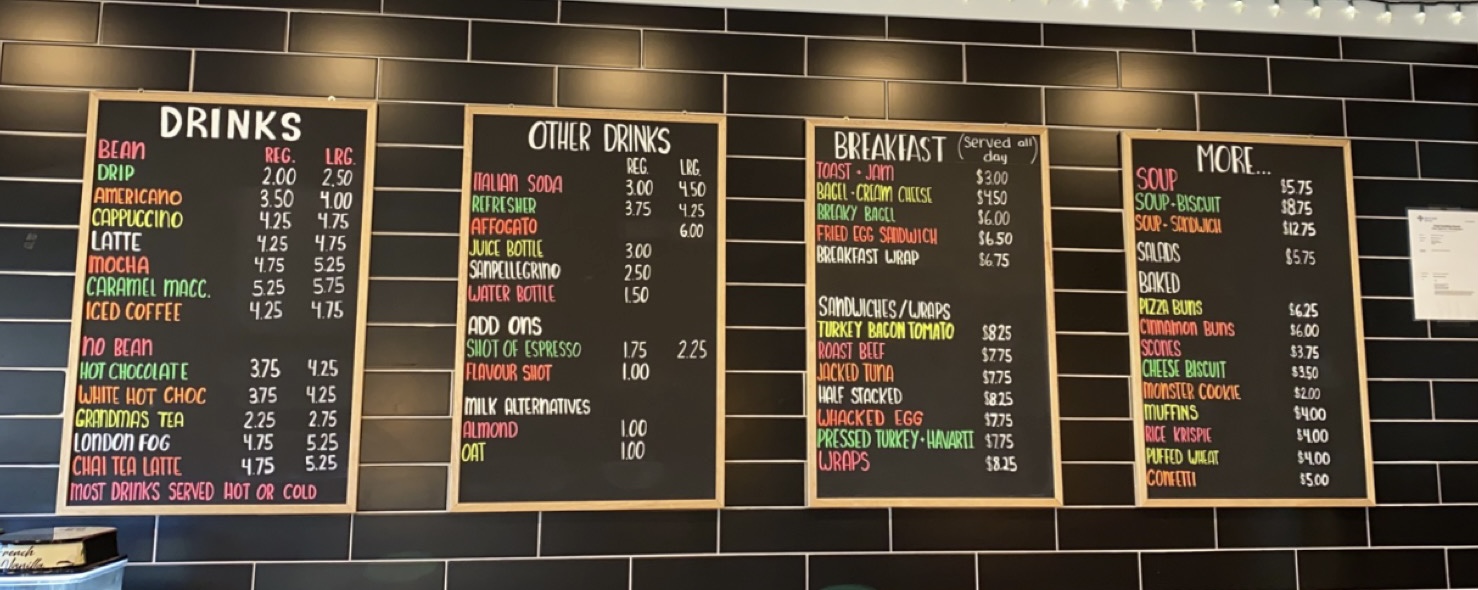 DRINKS
BEAN REG. LRG.
DRIP 2.00 2.50
AMERICANO 3.50 4.00
CAPPUCCINO 4.25 4.75
LATTE 4.25 4.75
MOCHA 4.75 5.25
CARAMEL MACC. 5.25 5.75
ICED COFFEE 4.25 4.75
NO BEAN
HOT CHOCOLATE 3.75 4.25
WHITE HOT CHOC 3.75 4.25
GRANDMAS TEA 2.25 2.75
LONDON FOG 4.75 5.25
CHAI TEA LATTE 4.75 5.25
MOST DRINKS SERVED HOT OR COLD
OTHER DRINKS
REG. LRG.
ITALIAN SODA 3.00 4.50
REFRESHER 3.75 4.25
AFFOGATO 6.00
JUICE BOTTLE 3.00
SANPELLEGRINO 2.50
WATER BOTTLE 1.50
ADD ONS
SHOT OF ESPRESSO 1.75 2.25
FLAVOUR SHOT 1.00
MILK ALTERNATIVES
ALMOND 1.00
OAT 1.00
BREAKFAST (Served all day)
TOAST + JAM $3.00
BAGEL + CREAM CHEESE $4.50
BREAKY BAGEL $6.00
FRIED EGG SANDWICH $6.50
BREAKFAST WRAP $6.75
SANDWICHES/WRAPS
TURKEY BACON TOMATO $8.25
ROAST BEEF $7.75
JACKED TUNA $7.75
HALF STACKED $8.25
WHACKED EGG $7.75
PRESSED TURKEY + HAVARTI $7.75
WRAPS $8.25
MORE...
SOUP $5.75
SOUP + BISCUIT $8.75
SOUP + SANDWICH $12.75
SALADS $5.75
BAKED
PIZZA BUNS $6.25
CINNAMON BUNS $6.00
SCONES $3.75
CHEESE BISCUIT $3.50
MONSTER COOKIE $2.00
MUFFINS $4.00
RICE KRISPIE $4.00
PUFFED WHEAT $4.00
CONFETTI $5.00
French
Vanilla